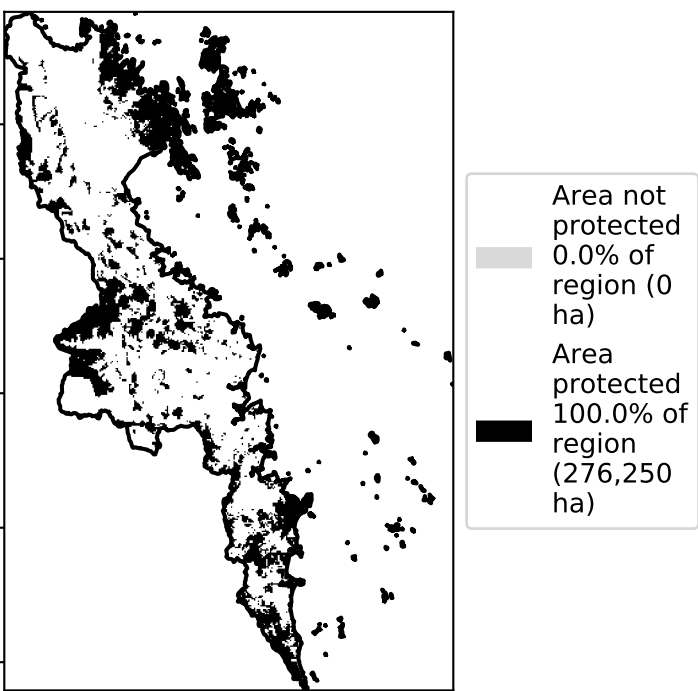 Area not
protected
0.0% of
region (0
ha)
Area
protected
100.0% of
region
(276,250
ha)